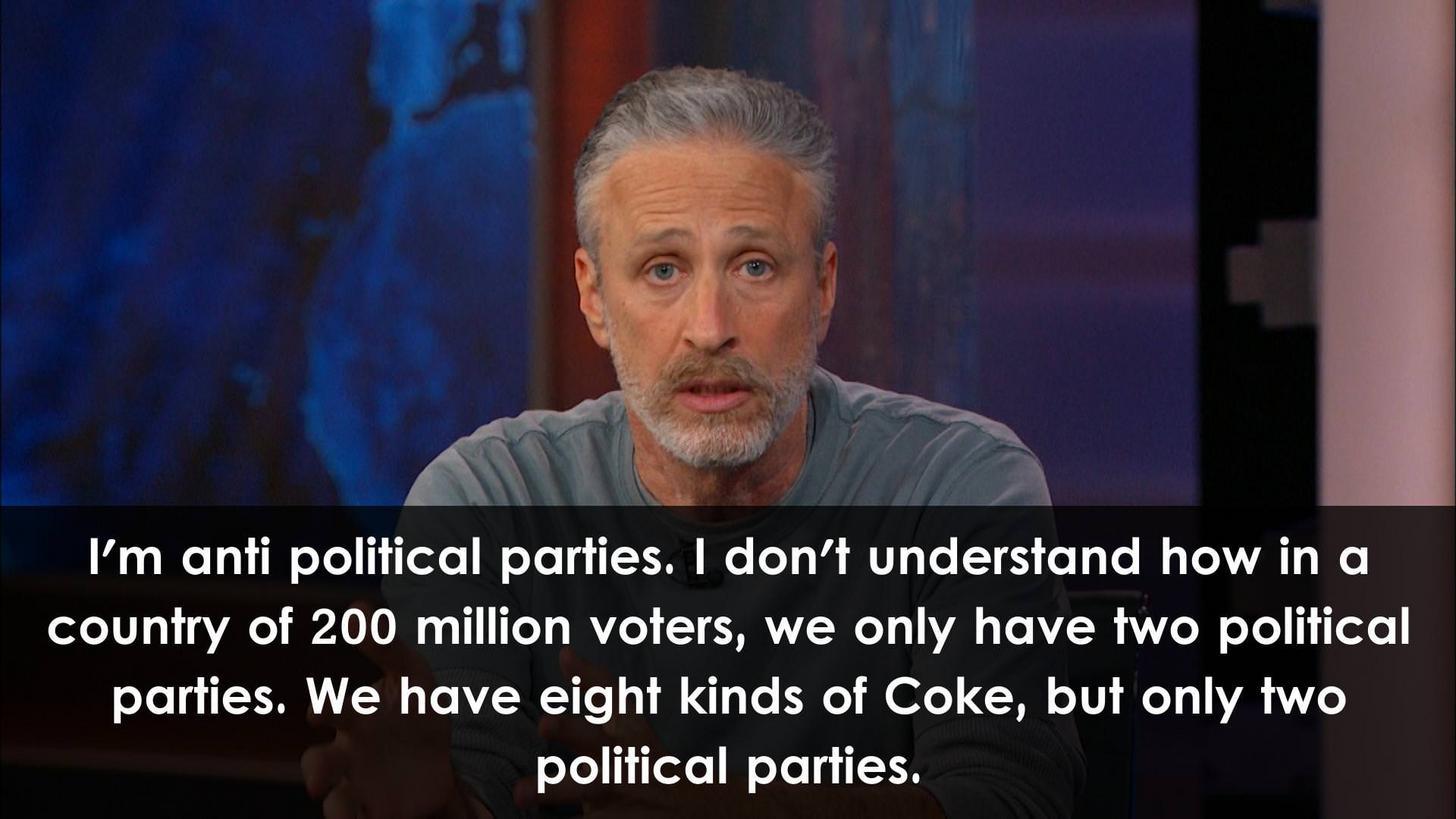 I’m anti political parties. I don’t understand how in a
country of 200 million voters, we only have two political
parties. We have eight kinds of Coke, but only two
political parties.